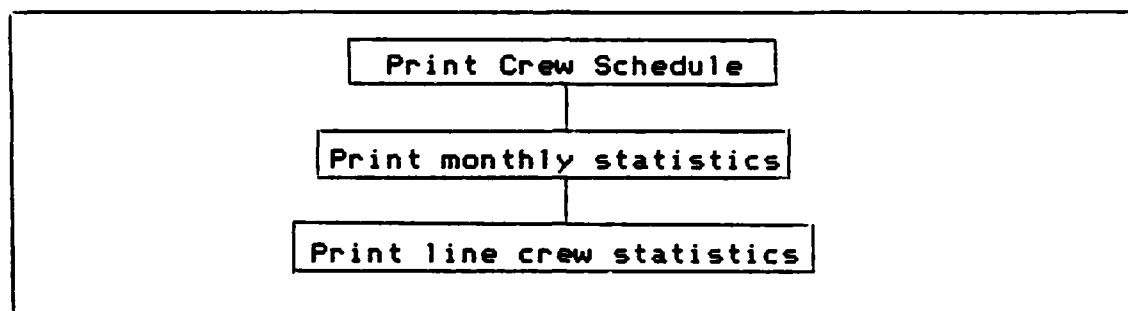 Print Crew Schedule
Print monthly statistics
Print line crew statistics